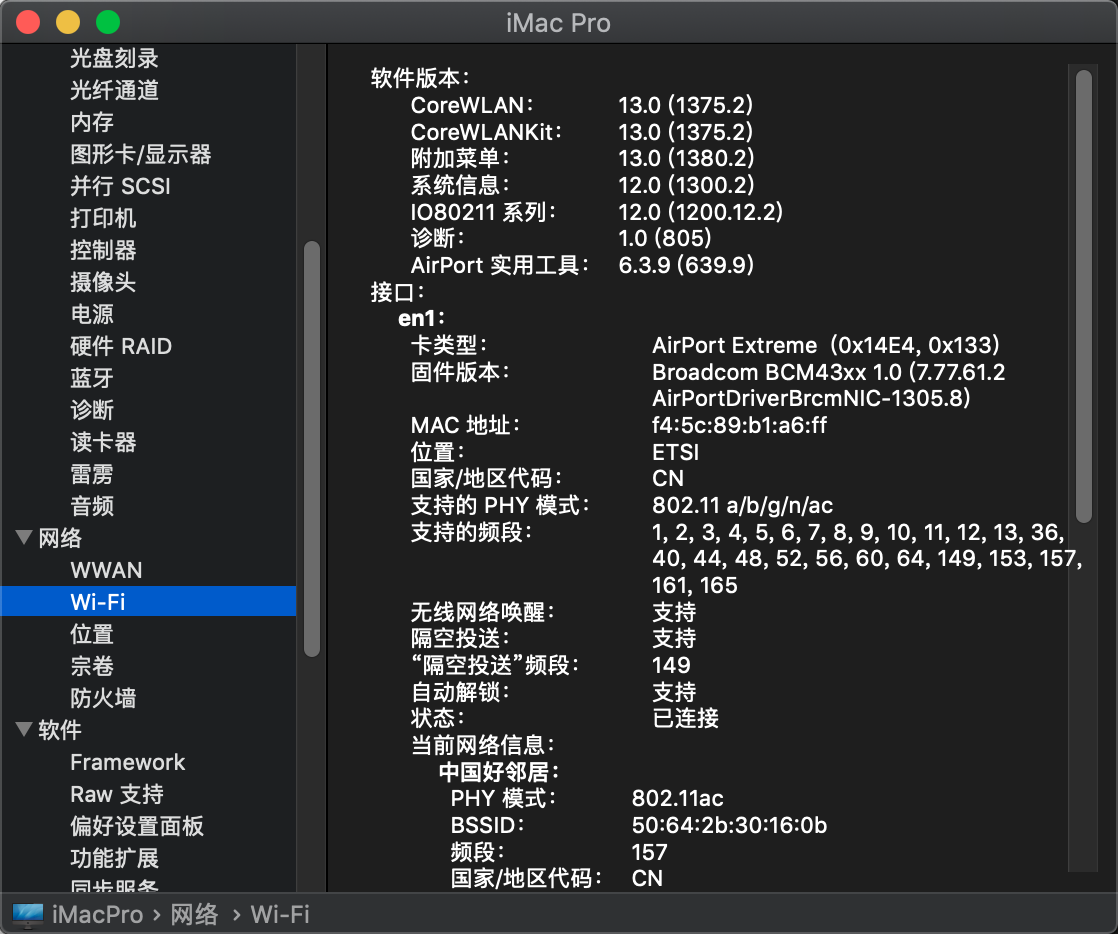 iMac Pro
光盘刻录
光纤通道
内存
图形卡/显示器
并行 SCSI
打印机
控制器
摄像头
电源
硬件 RAID
蓝牙
诊断
读卡器
雷雳
音频
网络
WWAN
Wi-Fi
位置
宗卷
防火墙
软件
Framework
Raw 支持
偏好设置面板
功能扩展
同步服务
软件版本：
CoreWLAN： 13.0 (1375.2)
CoreWLANKit： 13.0 (1375.2)
附加菜单： 13.0 (1380.2)
系统信息： 12.0 (1300.2)
IO80211 系列： 12.0 (1200.12.2)
诊断： 1.0 (805)
AirPort 实用工具： 6.3.9 (639.9)
接口：
en1：
卡类型： AirPort Extreme  (0x14E4, 0x133)
固件版本： Broadcom BCM43xx 1.0 (7.77.61.2
AirPortDriverBrcmNIC-1305.8)
MAC 地址： f4:5c:89:b1:a6:ff
位置： ETSI
国家/地区代码： CN
支持的 PHY 模式： 802.11 a/b/g/n/ac
支持的频段： 1, 2, 3, 4, 5, 6, 7, 8, 9, 10, 11, 12, 13, 36,
40, 44, 48, 52, 56, 60, 64, 149, 153, 157,
161, 165
无线网络唤醒： 支持
隔空投送： 支持
“隔空投送”频段： 149
自动解锁： 支持
状态： 已连接
当前网络信息：
中国好邻居：
PHY 模式： 802.11ac
BSSID： 50:64:2b:30:16:0b
频段： 157
国家/地区代码： CN
iMacPro › 网络 › Wi-Fi